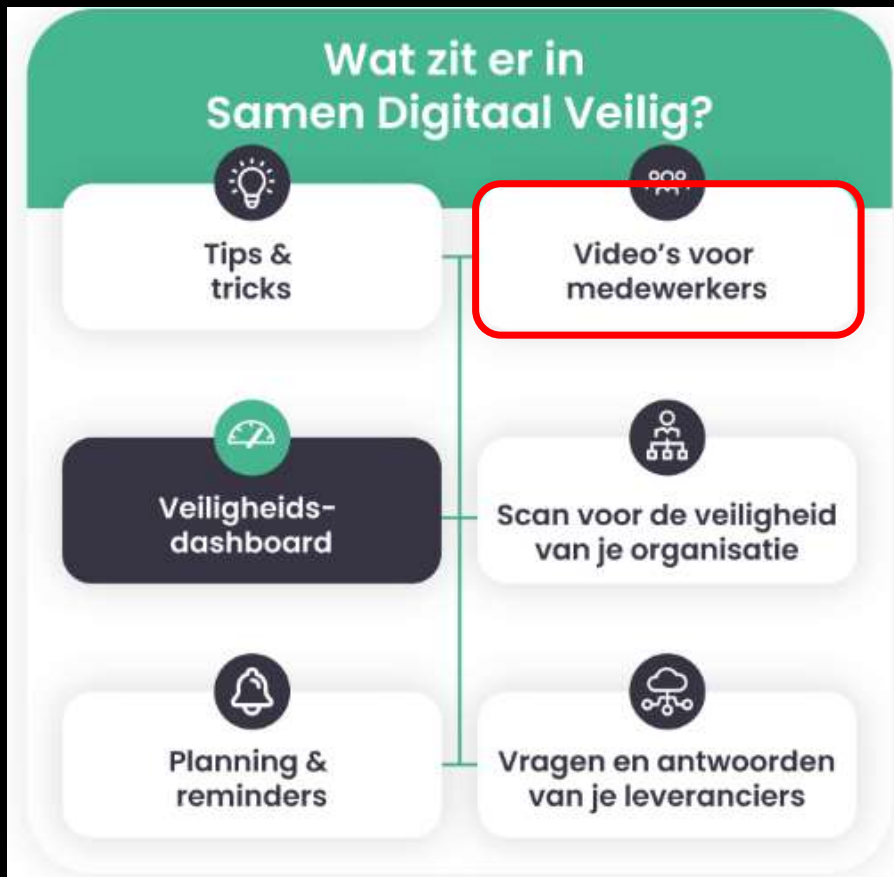 Wat zit er in
Samen Digitaal Veilig?
Tips &
tricks
Video's voor
medewerkers
Veiligheids-
dashboard
Scan voor de veiligheid
van je organisatie
Planning &
reminders
Vragen en antwoorden
van je leveranciers